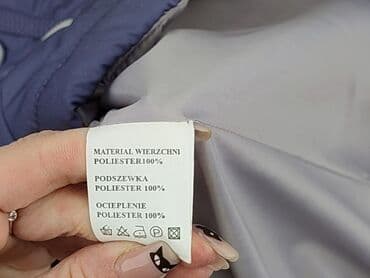 MATERIAL WIERZCHNI
POLIESTER100%
PODSZEWKA
POLIESTER 100%
OCIEPLENIE
POLIESTER 100%